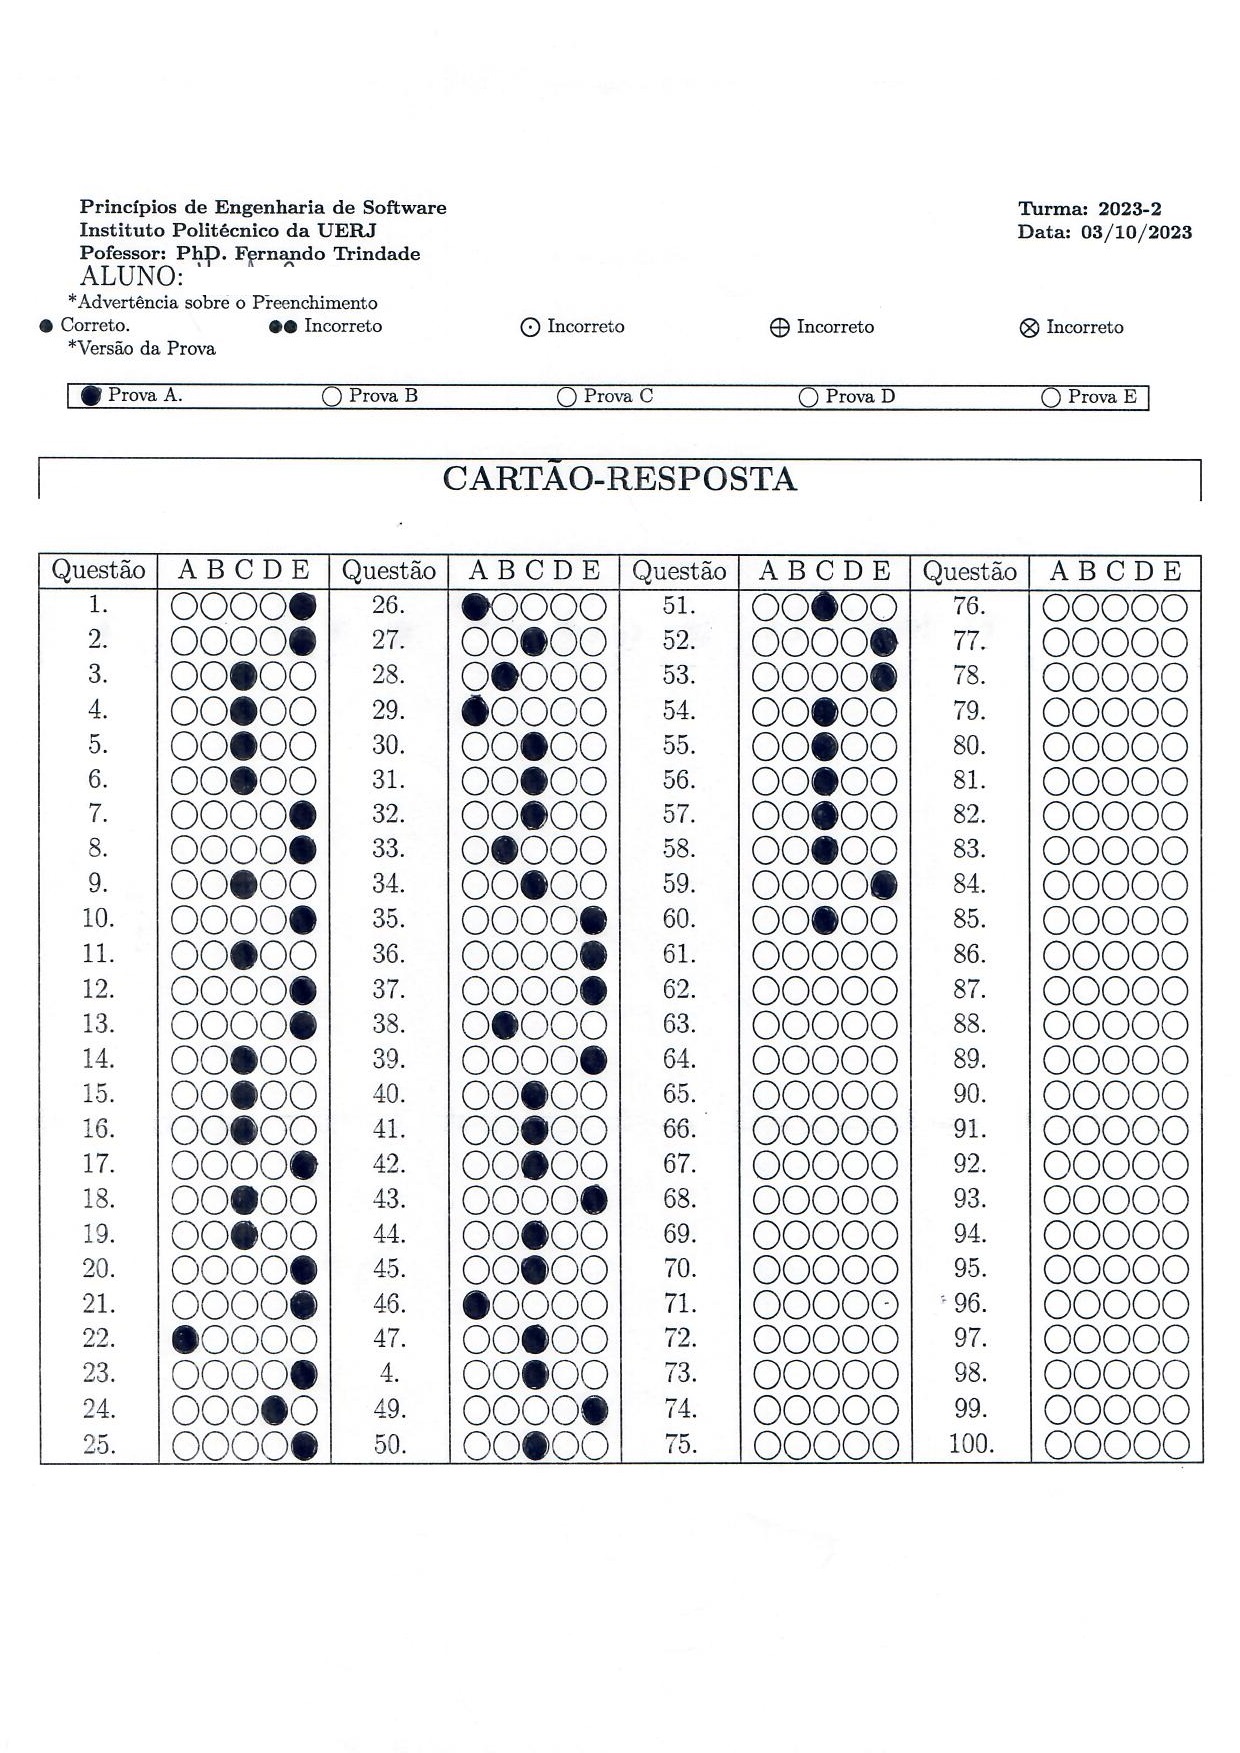 Princípios de Engenharia de Software
Instituto Politécnico da UERJ
Pofessor: PhD. Fernando Trindade
ALUNO:
Turma: 2023-2
Data: 03/10/2023
*Advertência sobre o Preenchimento
Correto. Incorreto Incorreto Incorreto Incorreto
*Versão da Prova
Prova A. Prova B Prova C Prova D Prova E
CARTÃO-RESPOSTA
Questão A B C D E Questão A B C D E Questão A B C D E Questão A B C D E
1. 26. 51. 76.
2. 27. 52. 77.
3. 28. 53. 78.
4. 29. 54. 79.
5. 30. 55. 80.
6. 31. 56. 81.
7. 32. 57. 82.
8. 33. 58. 83.
9. 34. 59. 84.
10. 35. 60. 85.
11. 36. 61. 86.
12. 37. 62. 87.
13. 38. 63. 88.
14. 39. 64. 89.
15. 40. 65. 90.
16. 41. 66. 91.
17. 42. 67. 92.
18. 43. 68. 93.
19. 44. 69. 94.
20. 45. 70. 95.
21. 46. 71. 96.
22. 47. 72. 97.
23. 4. 73. 98.
24. 49. 74. 99.
25. 50. 75. 100.